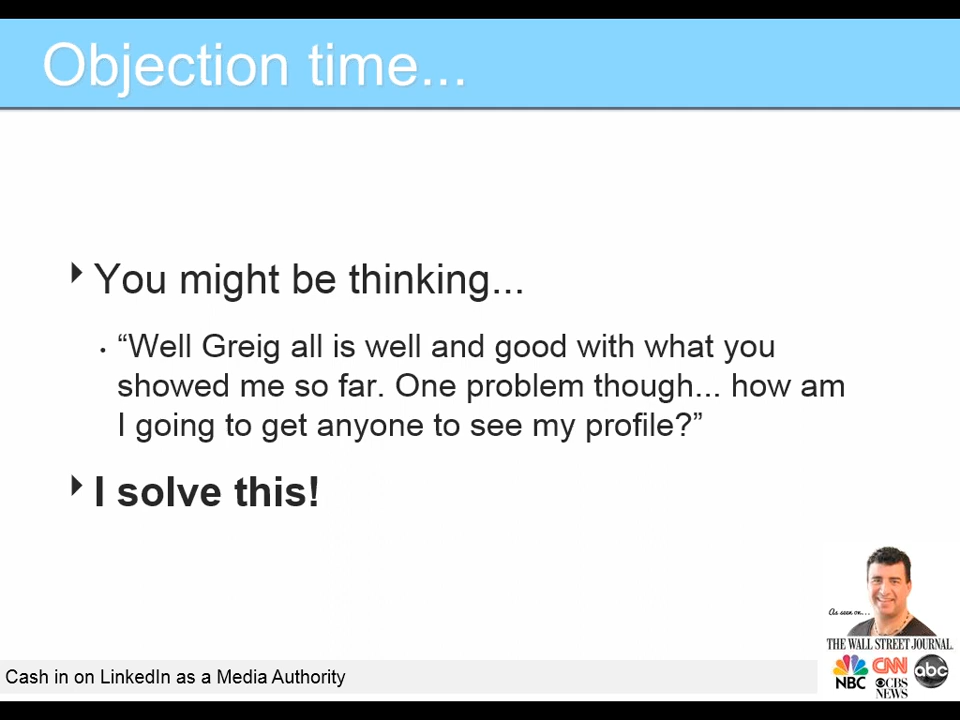 Objection time...
You might be thinking...
“Well Greig all is well and good with what you
showed me so far. One problem though... how am
I going to get anyone to see my profile?”
I solve this!
As seen on...
THE WALL STREET JOURNAL.
NBC
CNN
CBS
NEWS
abc
Cash in on LinkedIn as a Media Authority